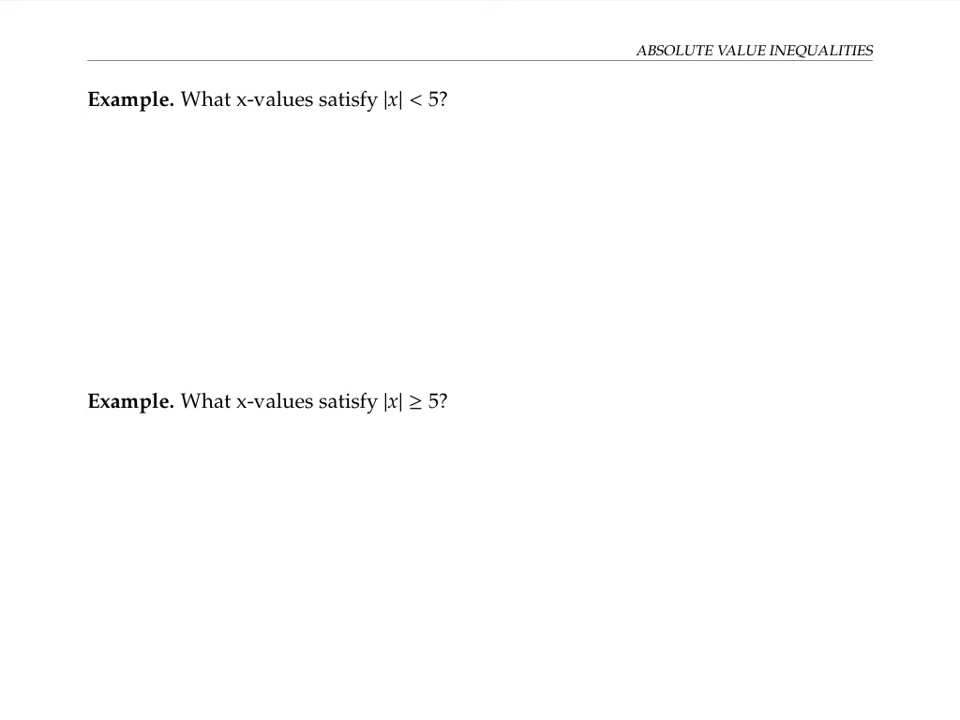 ABSOLUTE VALUE INEQUALITIES
Example. What x-values satisfy |x| < 5?
Example. What x-values satisfy |x| ≥ 5?